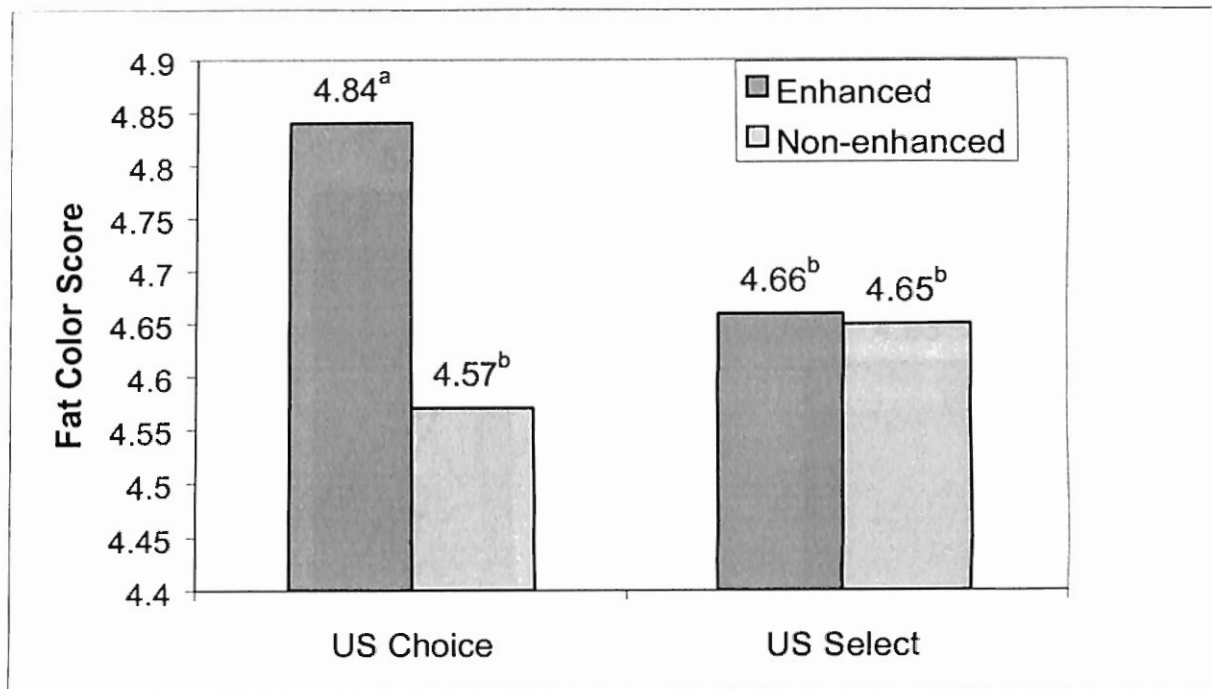 Fat Color Score
4.9
4.85
4.8
4.75
4.7
4.65
4.6
4.55
4.5
4.45
4.4
4.84a
4.57b
4.66b
4.65b
Enhanced
Non-enhanced
US Choice
US Select